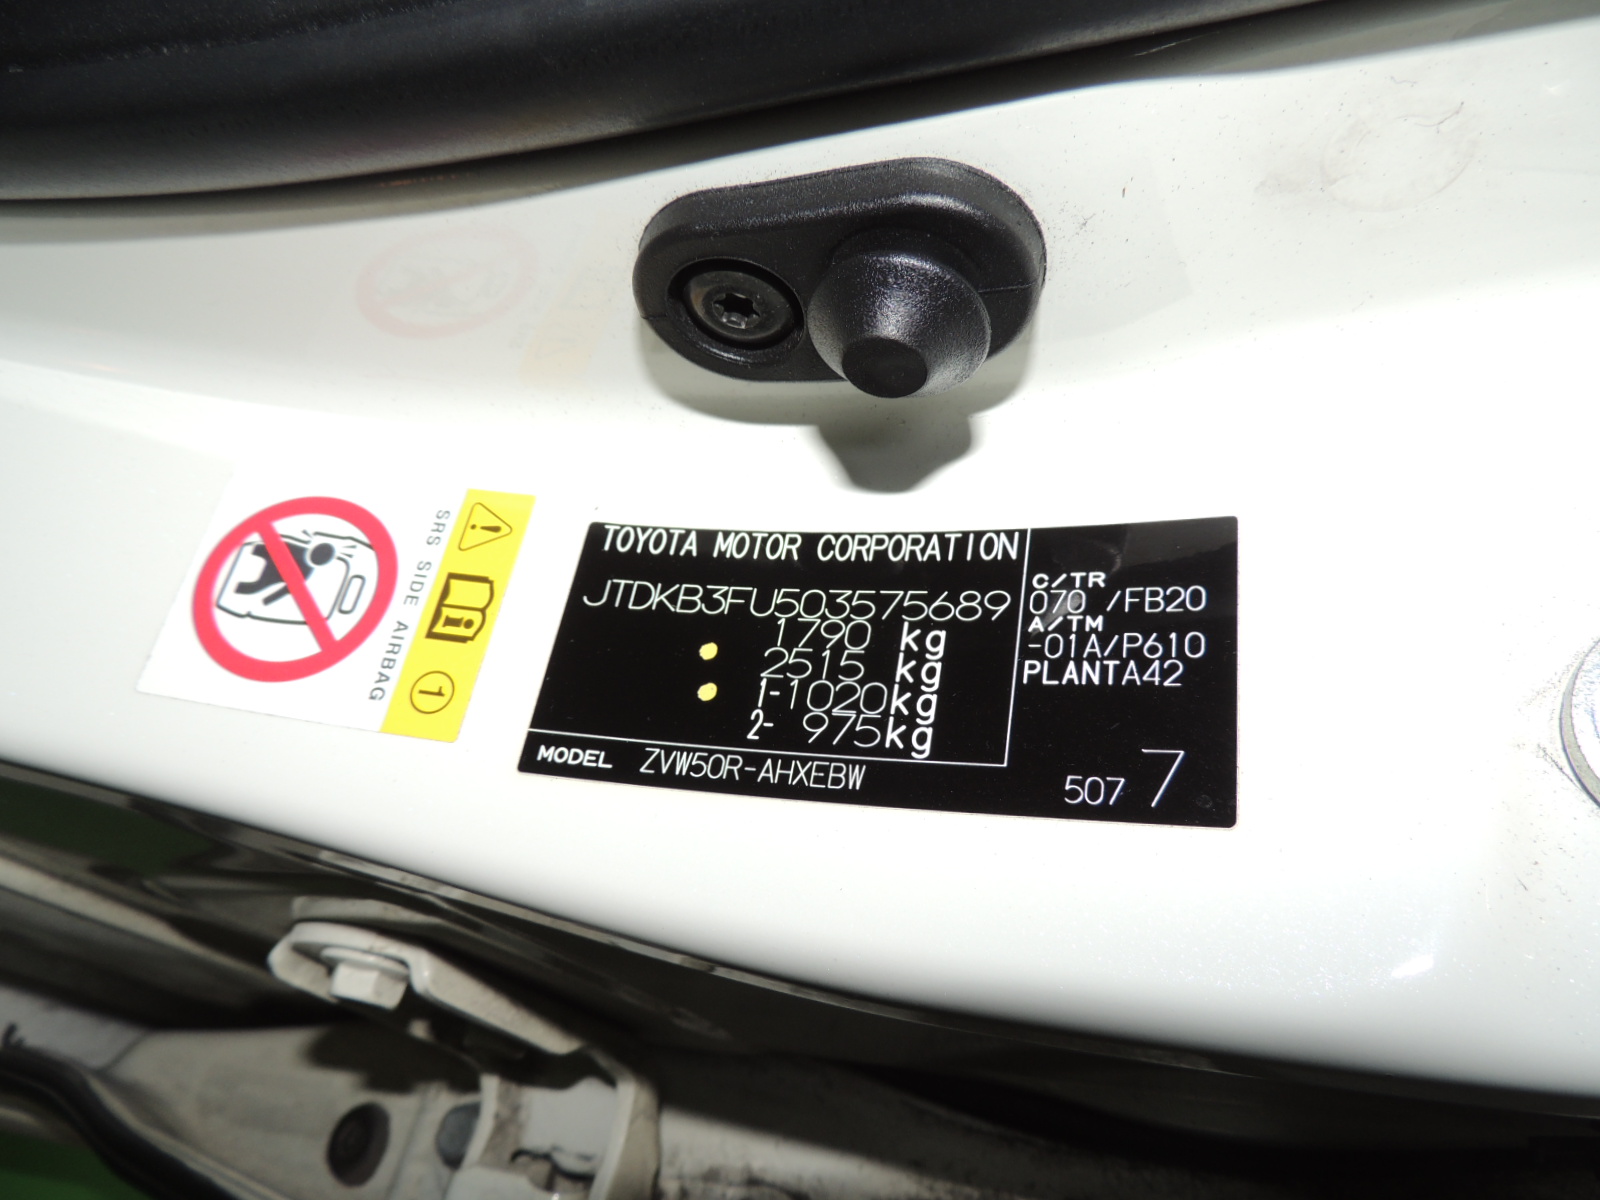 TOYOTA MOTOR CORPORATION
JTDKB3FU503575689
1790 kg
2515 kg
1-1020kg
2- 975kg
MODEL ZVW50R-AHXEBW
C/TR
070 /FB20
A/TM
-01A/P610
PLANTA42
507 7
SRS SIDE AIRBAG
1